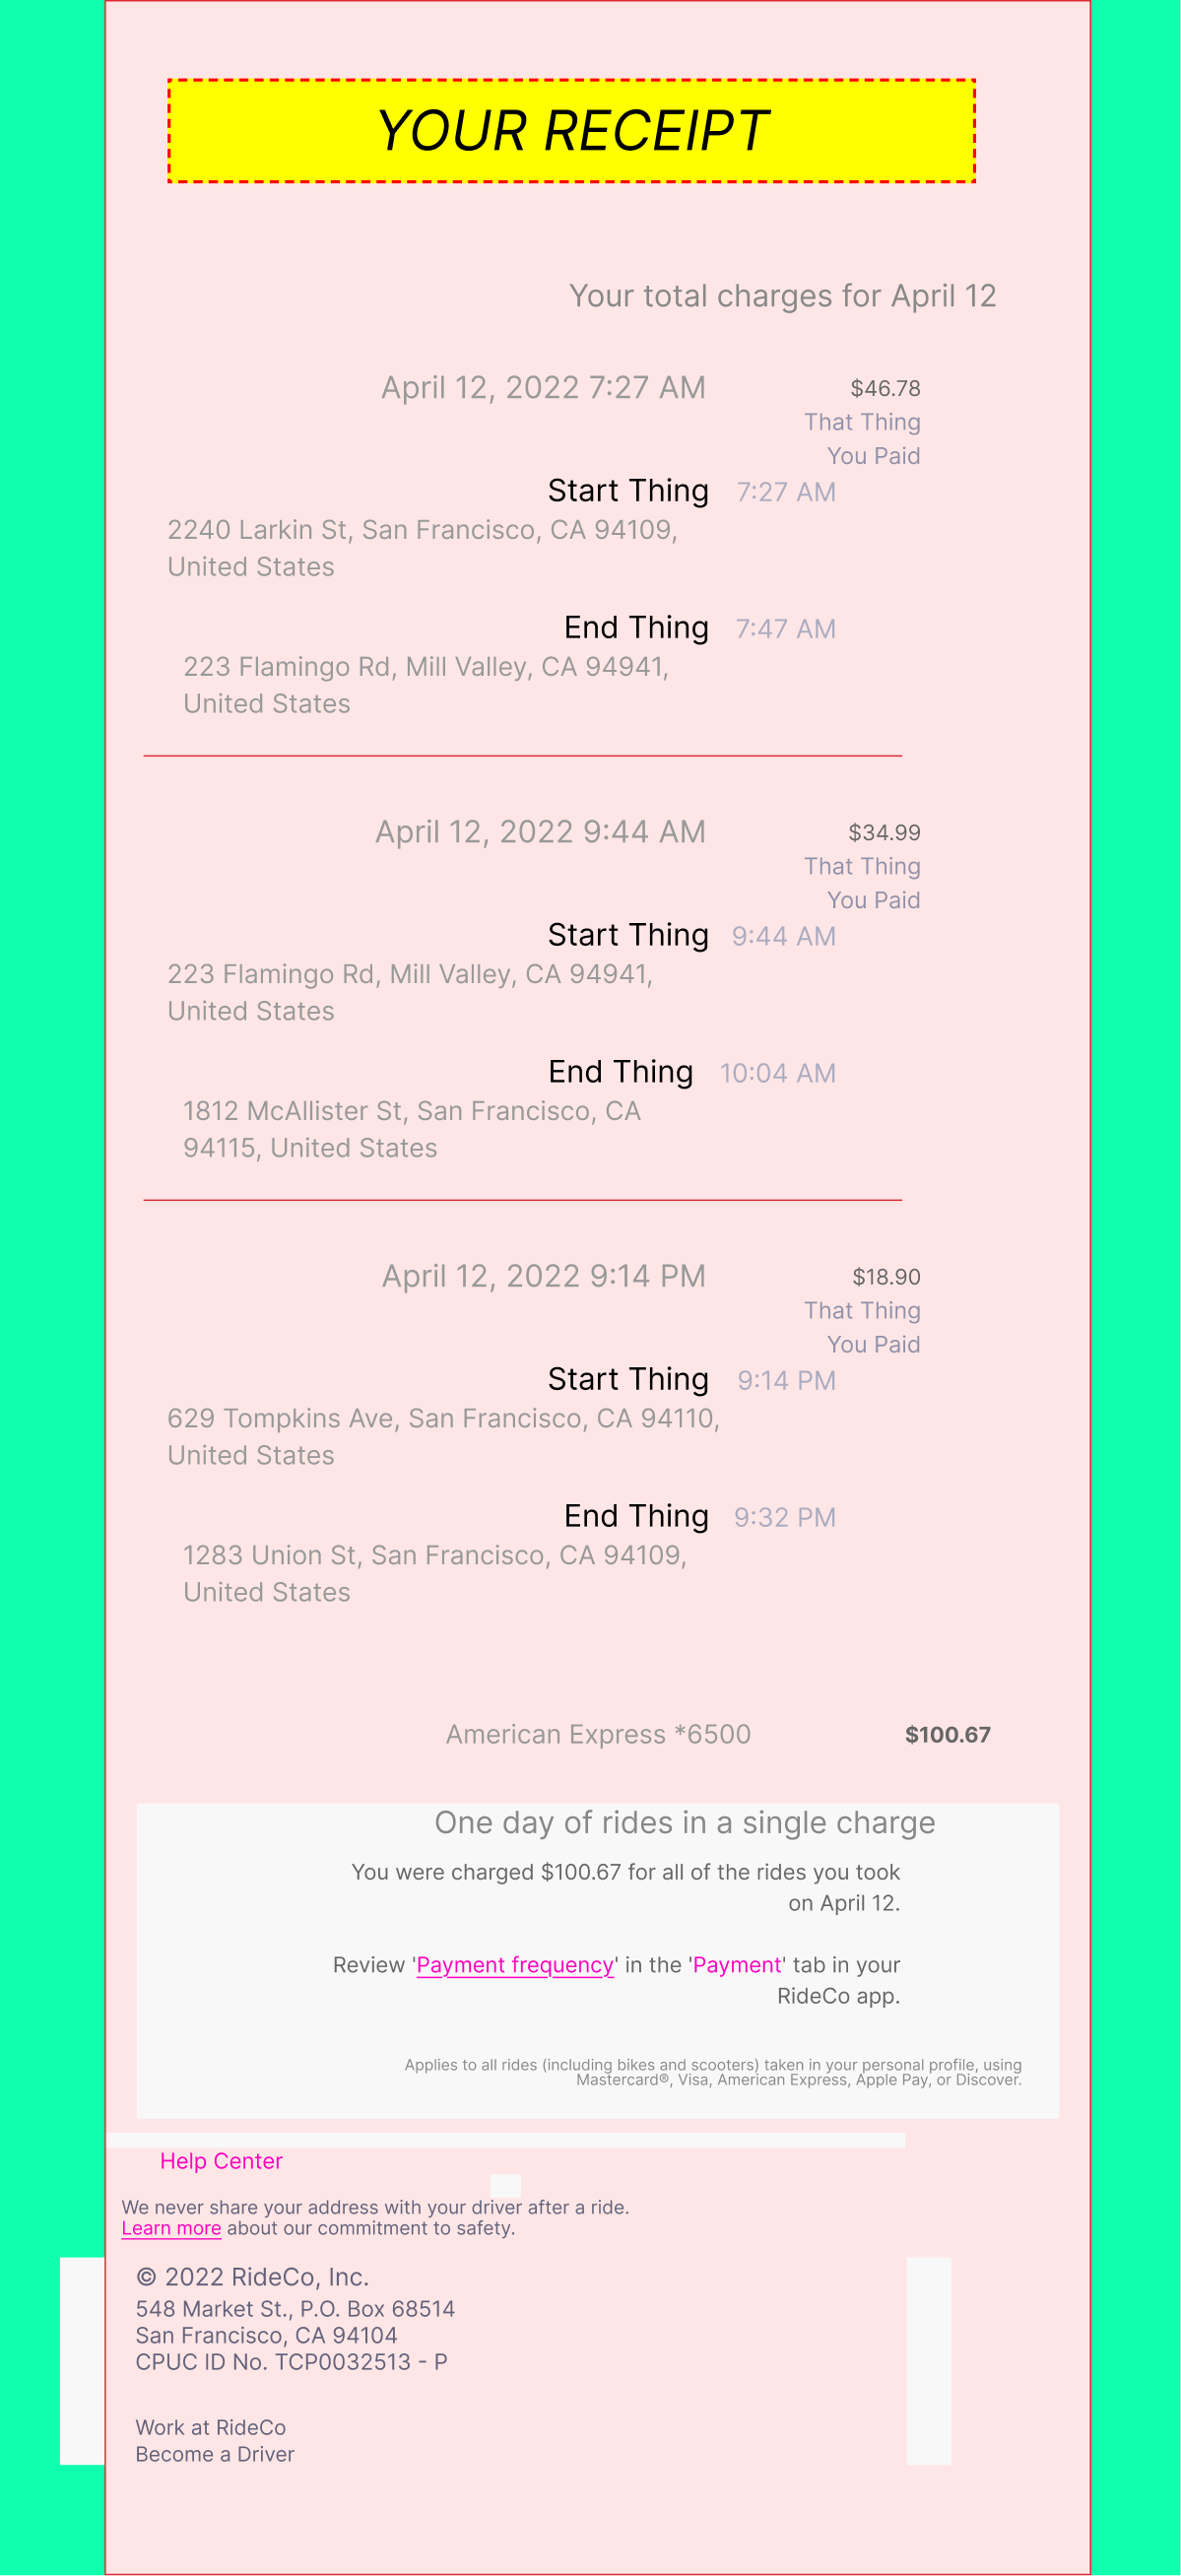 YOUR RECEIPT
Your total charges for April 12
April 12, 2022 7:27 AM
$46.78
That Thing
You Paid
Start Thing 7:27 AM
2240 Larkin St, San Francisco, CA 94109,
United States
End Thing 7:47 AM
223 Flamingo Rd, Mill Valley, CA 94941,
United States
April 12, 2022 9:44 AM
$34.99
That Thing
You Paid
Start Thing 9:44 AM
223 Flamingo Rd, Mill Valley, CA 94941,
United States
End Thing 10:04 AM
1812 McAllister St, San Francisco, CA
94115, United States
April 12, 2022 9:14 PM
$18.90
That Thing
You Paid
Start Thing 9:14 PM
629 Tompkins Ave, San Francisco, CA 94110,
United States
End Thing 9:32 PM
1283 Union St, San Francisco, CA 94109,
United States
American Express *6500 $100.67
One day of rides in a single charge
You were charged $100.67 for all of the rides you took
on April 12.
Review 'Payment frequency' in the 'Payment' tab in your
RideCo app.
Applies to all rides (including bikes and scooters) taken in your personal profile, using
Mastercard®, Visa, American Express, Apple Pay, or Discover.
Help Center
We never share your address with your driver after a ride.
Learn more about our commitment to safety.
© 2022 RideCo, Inc.
548 Market St., P.O. Box 68514
San Francisco, CA 94104
CPUC ID No. TCP0032513 - P
Work at RideCo
Become a Driver